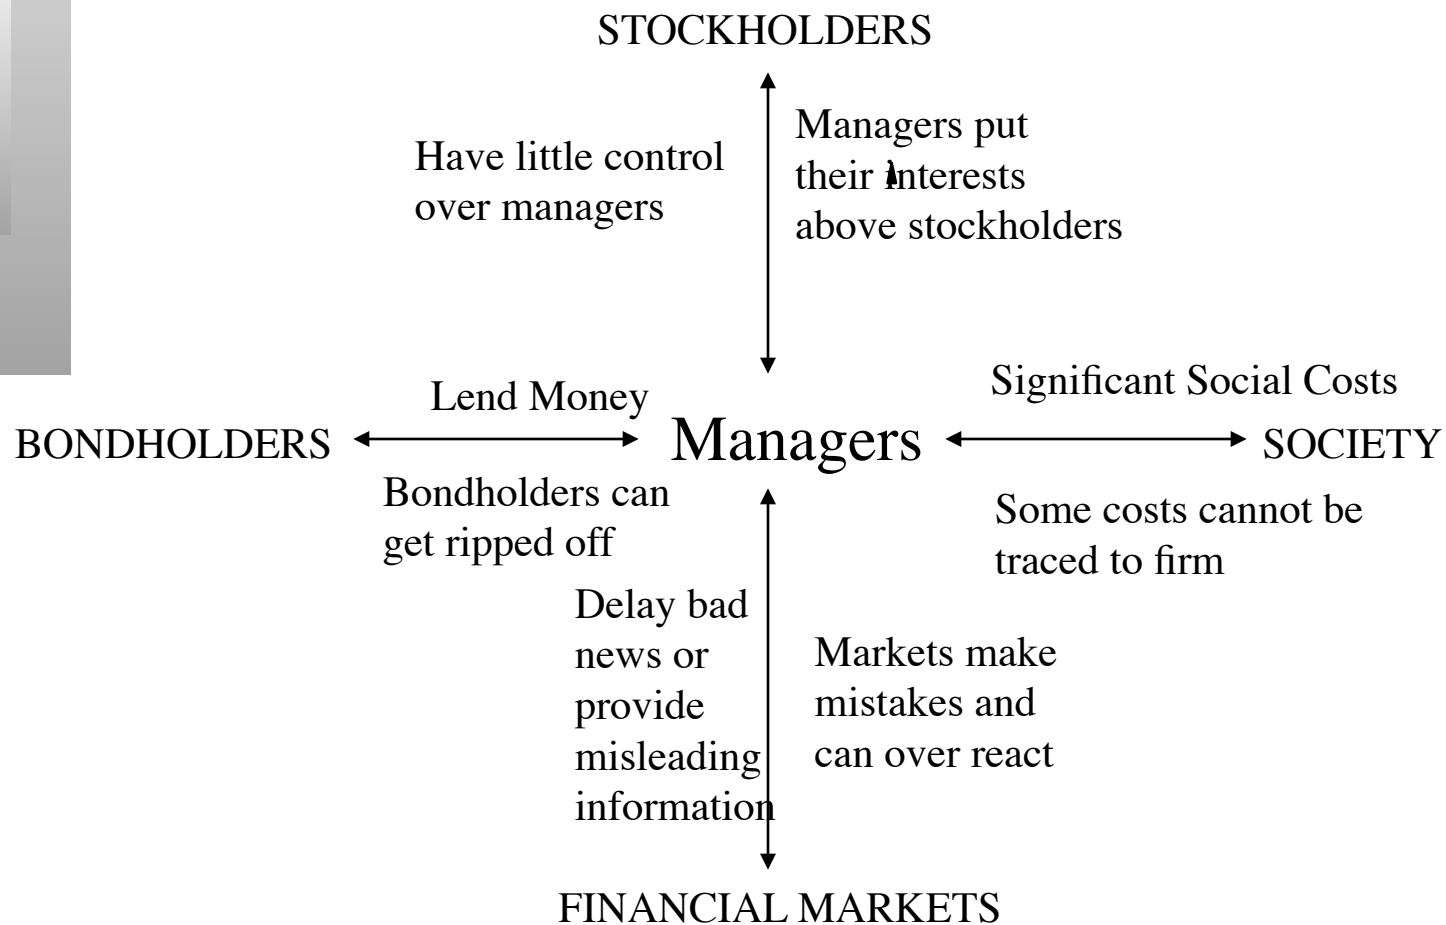 STOCKHOLDERS
Have little control
over managers
Managers put
their interests
above stockholders
Lend Money
Significant Social Costs
BONDHOLDERS
Managers
SOCIETY
Bondholders can
get ripped off
Some costs cannot be
traced to firm
Delay bad
news or
provide
misleading
information
Markets make
mistakes and
can over react
FINANCIAL MARKETS